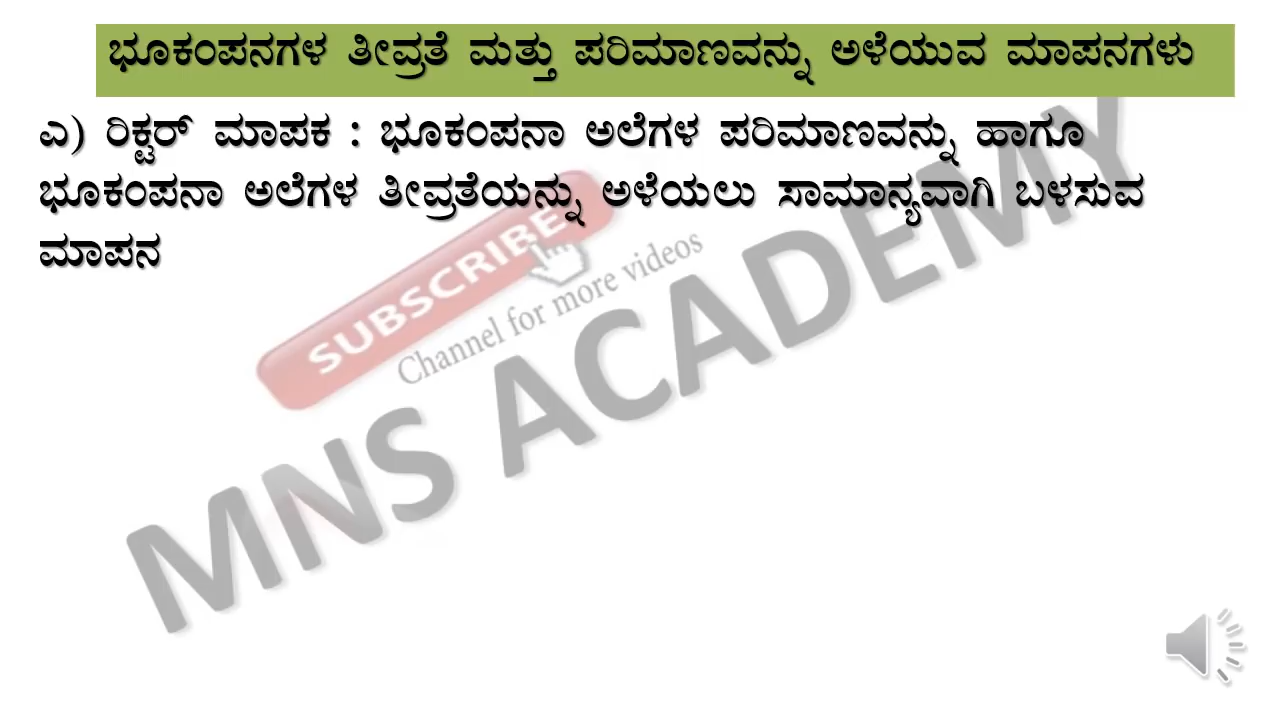 ಭೂಕಂಪನಗಳ ತೀವ್ರತೆ ಮತ್ತು ಪರಿಮಾಣವನ್ನು ಅಳೆಯುವ ಮಾಪನಗಳು
ಎ) ರಿಕ್ಟರ್ ಮಾಪಕ : ಭೂಕಂಪನಾ ಅಲೆಗಳ ಪರಿಮಾಣವನ್ನು ಹಾಗೂ
ಭೂಕಂಪನಾ ಅಲೆಗಳ ತೀವ್ರತೆಯನ್ನು ಅಳೆಯಲು ಸಾಮಾನ್ಯವಾಗಿ ಬಳಸುವ
ಮಾಪನ
SUBSCRIBE
Channel for more videos
MNS ACADEMY